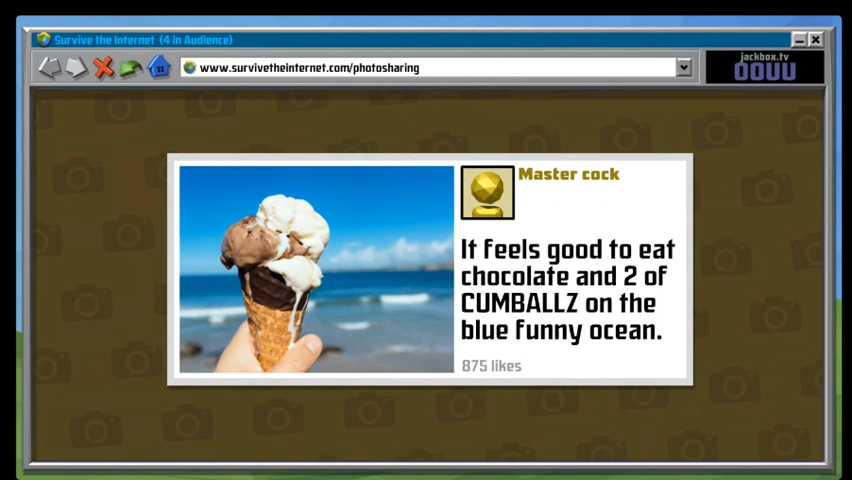 Survive the Internet (4 in Audience)
www.survivetheinternet.com/photosharing
jackbox.tv
OOUU
Master cock
It feels good to eat
chocolate and 2 of
CUMBALLZ on the
blue funny ocean.
875 likes